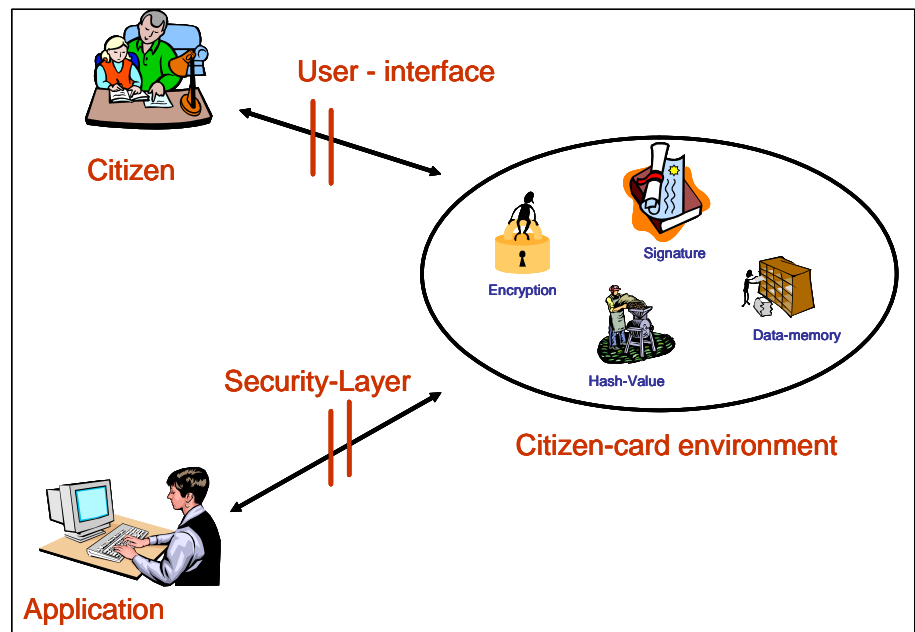 User - interface
Citizen
Signature
Encryption
Data-memory
Hash-Value
Security-Layer
Citizen-card environment
Application